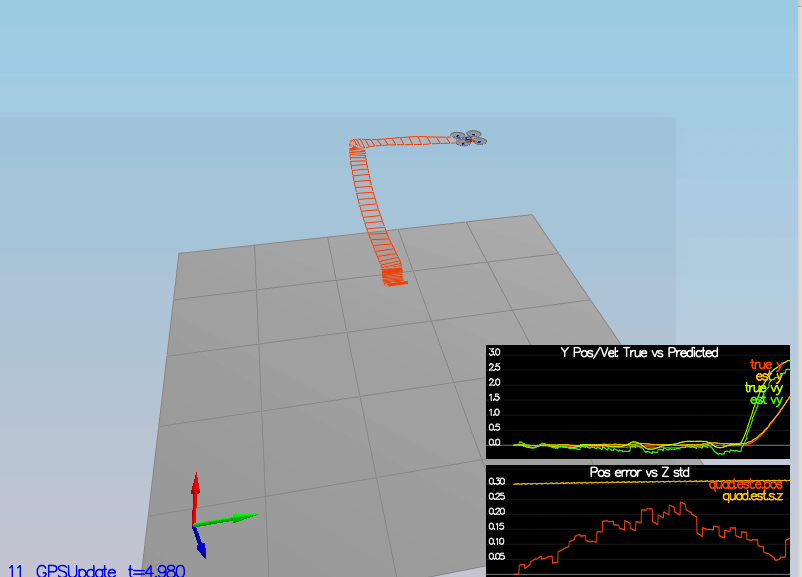 3.0
Y Pos/Vel: True vs Predicted
2.5
true y
est y
2.0
true vy
1.5
est vy
1.0
0.5
0.0
Pos error vs Z std
0.30
quad.est.e.pos
0.25
quad.est.s.z
0.20
0.15
0.10
0.05
11 GPSUpdate t=4.980